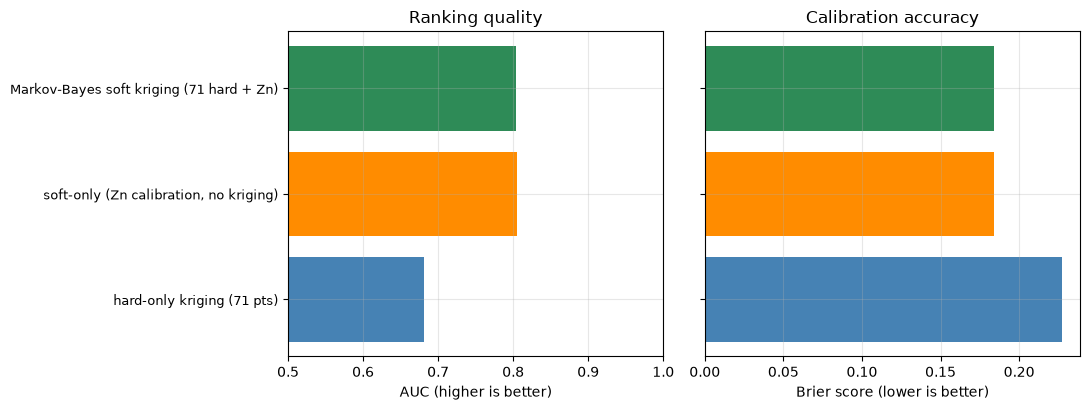 Ranking quality
Calibration accuracy
Markov-Bayes soft kriging (71 hard + Zn)
soft-only (Zn calibration, no kriging)
hard-only kriging (71 pts)
0.5 0.6 0.7 0.8 0.9 1.0
0.00 0.05 0.10 0.15 0.20
AUC (higher is better)
Brier score (lower is better)